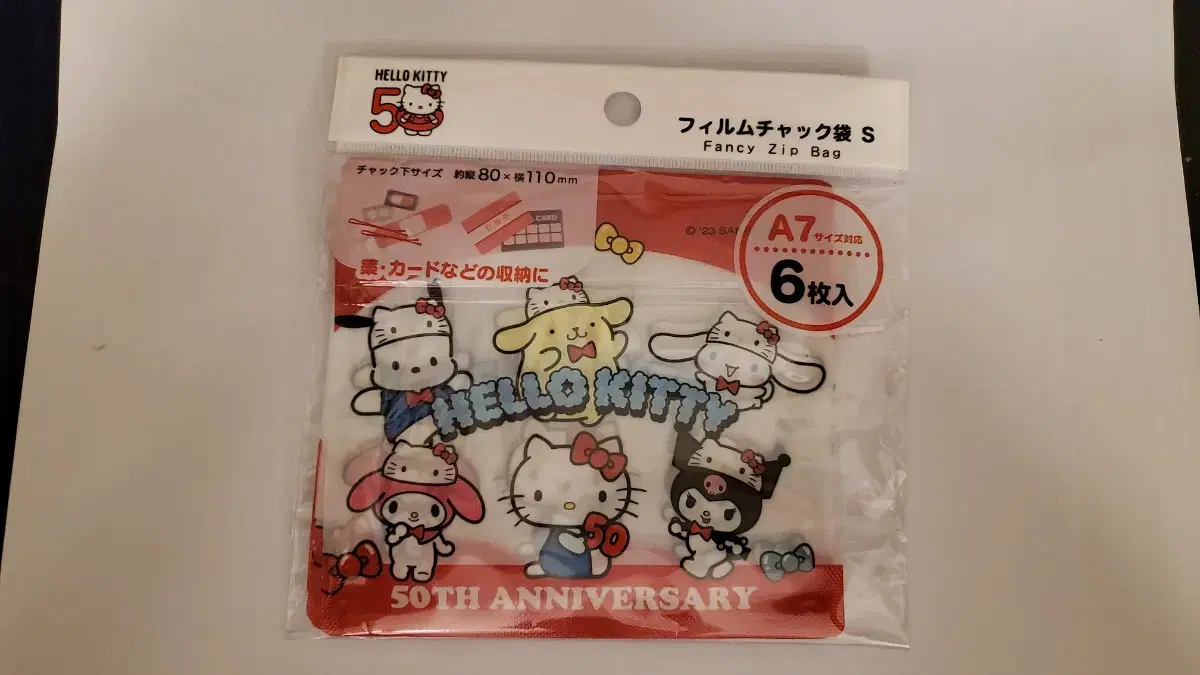 HELLO KITTY
50
フィルムチャック袋 S
Fancy Zip Bag
チャック下サイズ 約縦80×横110mm
CARD
薬・カードなどの収納に
© '23 SAN
A7サイズ対応
6枚入
HELLO KITTY
50
50TH ANNIVERSARY